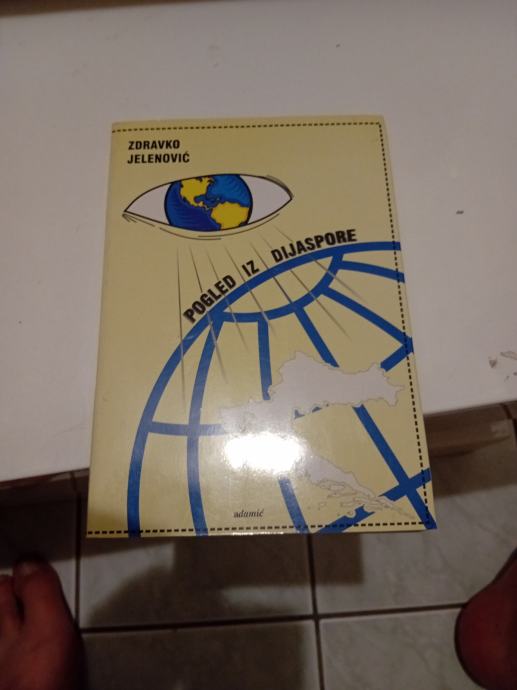 ZDRAVKO
JELENOVIĆ
POGLED IZ DIJASPORE
adamić